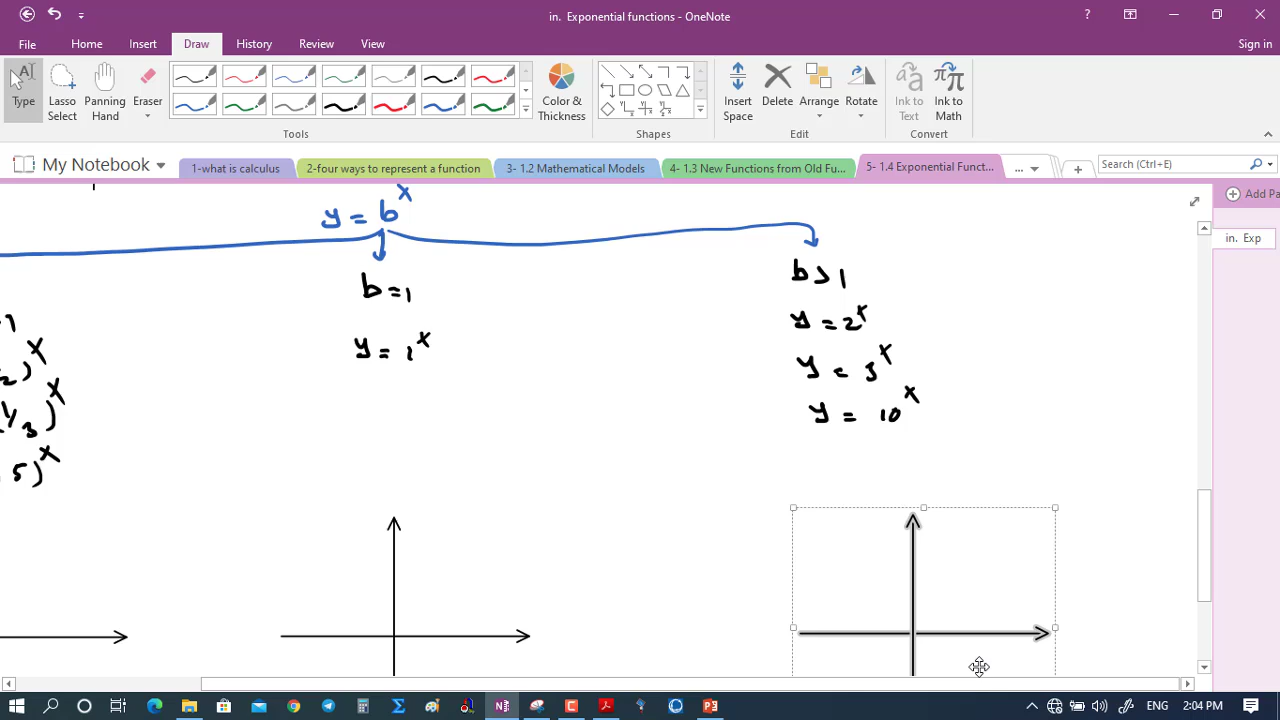 in. Exponential functions - OneNote
File Home Insert Draw History Review View
Sign in
Type
Lasso Select
Panning Hand
Eraser
Color & Thickness
Insert Space
Delete
Arrange
Rotate
Ink to Text
Ink to Math
Tools
Shapes
Edit
Convert
My Notebook
1-what is calculus
2-four ways to represent a function
3- 1.2 Mathematical Models
4- 1.3 New Functions from Old Fu...
5- 1.4 Exponential Funct...
...
Search (Ctrl+E)
Add Pa
in. Exp
y = b^x
b = 1
y = 1^x
b > 1
y = 2^x
y = 3^x
y = 10^x
1/3)^x
5)^x
2:04 PM